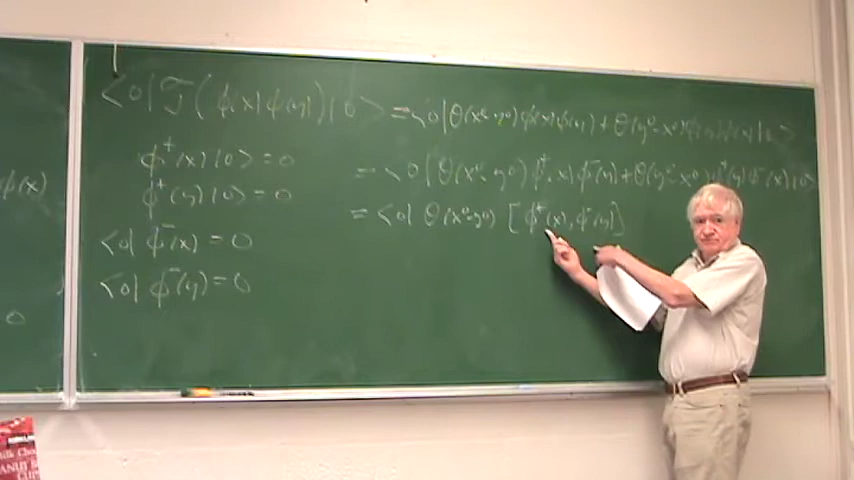 φ(x)
0
<0|T(φ(x)φ(y))|0> = <0|θ(x⁰-y⁰)φ(x)φ(y) + θ(y⁰-x⁰)φ(y)φ(x)|0>
φ⁺(x)|0> = 0
φ⁺(y)|0> = 0
<0|φ⁻(x) = 0
<0|φ⁻(y) = 0
= <0|θ(x⁰-y⁰)φ⁺(x)φ⁻(y) + θ(y⁰-x⁰)φ⁺(y)φ⁻(x)|0>
= <0|θ(x⁰-y⁰) [φ⁺(x), φ⁻(y)]